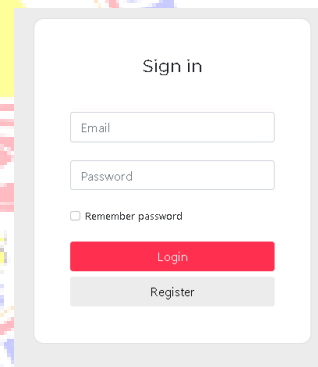 Sign in
Email
Password
Remember password
Login
Register